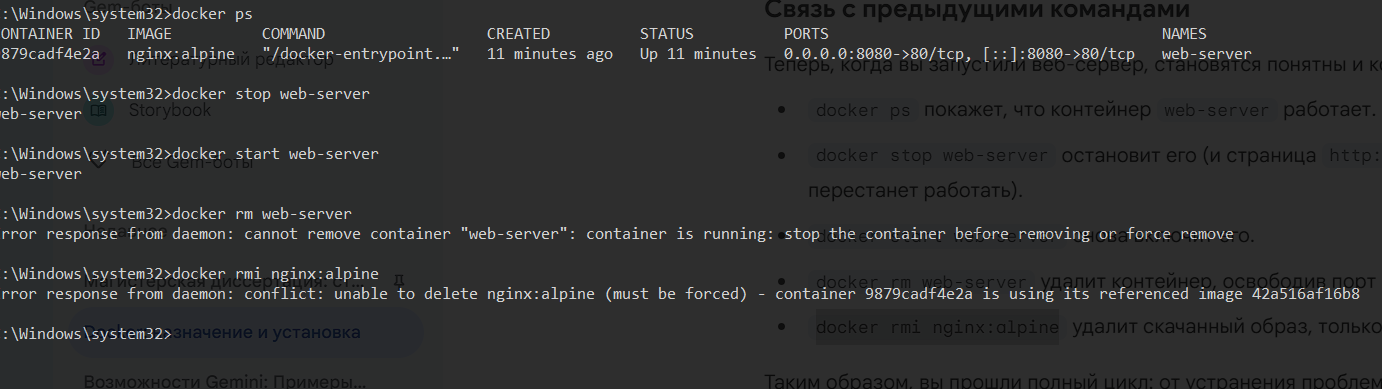 :\Windows\system32>docker ps
ONTAINER ID   IMAGE          COMMAND                  CREATED          STATUS          PORTS                                     NAMES
879cadf4e2a   nginx:alpine   "/docker-entrypoint.…"   11 minutes ago   Up 11 minutes   0.0.0.0:8080->80/tcp, [::]:8080->80/tcp   web-server
:\Windows\system32>docker stop web-server
eb-server
:\Windows\system32>docker start web-server
eb-server
:\Windows\system32>docker rm web-server
rror response from daemon: cannot remove container "web-server": container is running: stop the container before removing or force remove
:\Windows\system32>docker rmi nginx:alpine
rror response from daemon: conflict: unable to delete nginx:alpine (must be forced) - container 9879cadf4e2a is using its referenced image 42a516af16b8
:\Windows\system32>
Gem-боты
Литературный редактор
Storybook
Все Gem-боты
Магистерская диссертация: ст...
значение и установка
Возможности Gemini: Примеры...
Связь с предыдущими командами
Теперь, когда вы запустили веб-сервер, становятся понятны и к
docker ps покажет, что контейнер web-server работает.
docker stop web-server остановит его (и страница http:
перестанет работать).
docker rm web-server удалит контейнер, освободив порт
docker rmi nginx:alpine удалит скачанный образ, только
Таким образом, вы прошли полный цикл: от устранения проблем